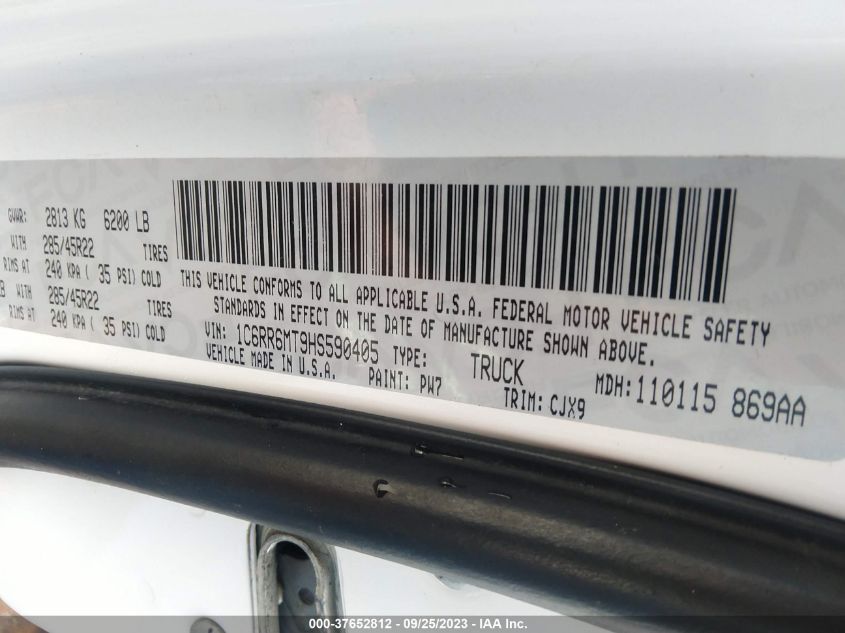 GVWR: 2813 KG 6200 LB
WITH 285/45R22 TIRES
RIMS AT 240 KPA ( 35 PSI) COLD
WITH 285/45R22 TIRES
RIMS AT 240 KPA ( 35 PSI) COLD
THIS VEHICLE CONFORMS TO ALL APPLICABLE U.S.A. FEDERAL MOTOR VEHICLE SAFETY
STANDARDS IN EFFECT ON THE DATE OF MANUFACTURE SHOWN ABOVE.
VIN: 1C6RR6MT9HS590405 TYPE: TRUCK
VEHICLE MADE IN U.S.A. PAINT: PW7 MDH:110115 869AA
TRIM: CJX9
000-37652812 - 09/25/2023 - IAA Inc.